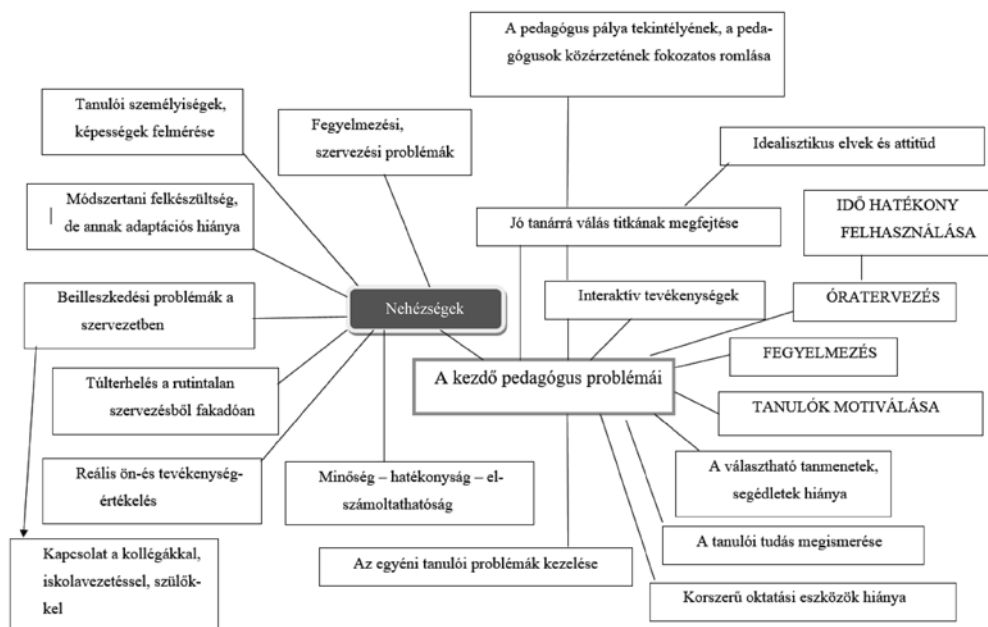 A pedagógus pálya tekintélyének, a peda-
gógusok közérzetének fokozatos romlása
Tanulói személyiségek,
képességek felmérése
Fegyelmezési,
szervezési problémák
Idealisztikus elvek és attitűd
Módszertani felkészültség,
de annak adaptációs hiánya
Jó tanárrá válás titkának megfejtése
IDŐ HATÉKONY
FELHASZNÁLÁSA
Beilleszkedési problémák a
szervezetben
Nehézségek
Interaktív tevékenységek
ÓRATERVEZÉS
A kezdő pedagógus problémái
FEGYELMEZÉS
Túlterhelés a rutintalan
szervezésből fakadóan
TANULÓK MOTIVÁLÁSA
Reális ön-és tevékenység-
értékelés
Minőség – hatékonyság – el-
számoltathatóság
A választható tanmenetek,
segédletek hiánya
Kapcsolat a kollégákkal,
iskolavezetéssel, szülők-
kel
Az egyéni tanulói problémák kezelése
A tanulói tudás megismerése
Korszerű oktatási eszközök hiánya